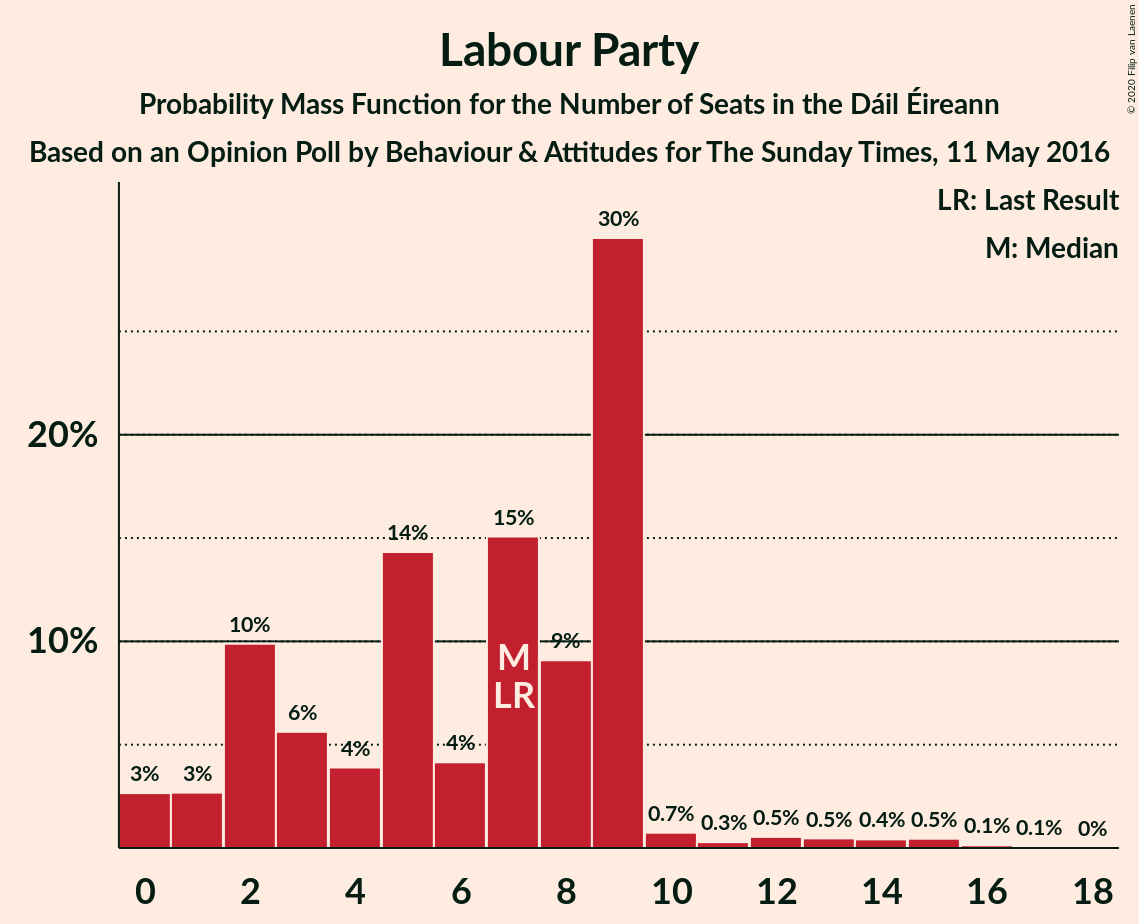 Labour Party
Probability Mass Function for the Number of Seats in the Dáil Éireann
Based on an Opinion Poll by Behaviour & Attitudes for The Sunday Times, 11 May 2016
© 2020 Filip van Laenen
LR: Last Result
M: Median
30%
20%
15%
14%
10%
10%
9%
M
LR
6%
4%
4%
3%
3%
0.7%
0.3%
0.5%
0.5%
0.4%
0.5%
0.1%
0.1%
0%
0 2 4 6 8 10 12 14 16 18